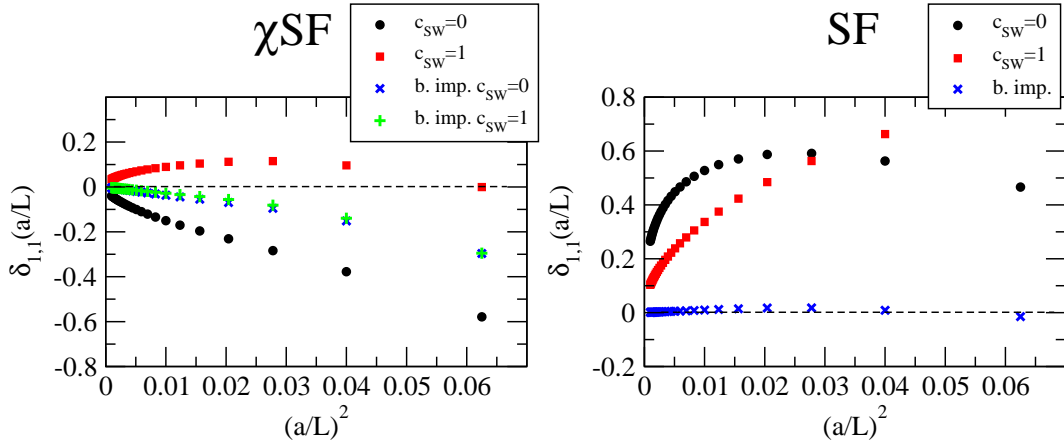 χSF
c_SW=0
c_SW=1
b. imp. c_SW=0
b. imp. c_SW=1
0.2
0
-0.2
-0.4
-0.6
-0.8
δ_1,1(a/L)
0 0.01 0.02 0.03 0.04 0.05 0.06
(a/L)^2
SF
c_SW=0
c_SW=1
b. imp.
0.8
0.6
0.4
0.2
0
-0.2
δ_1,1(a/L)
0 0.01 0.02 0.03 0.04 0.05 0.06
(a/L)^2